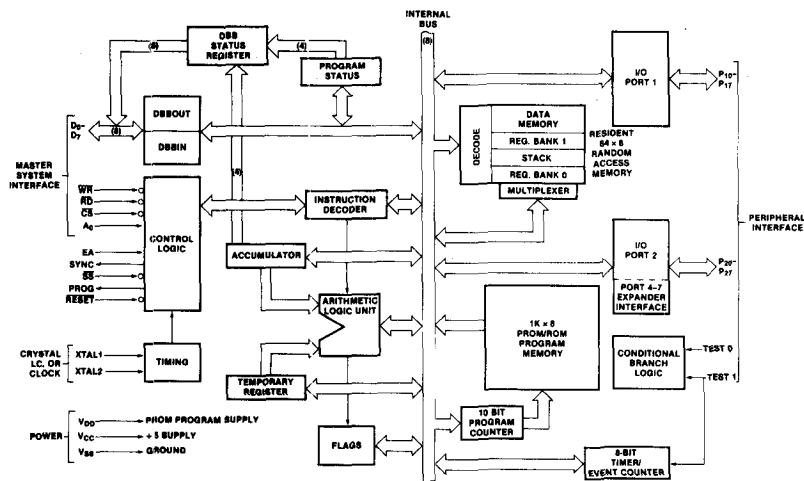 INTERNAL
BUS
(8)
DBB
STATUS
REGISTER
(8)
(4)
PROGRAM
STATUS
I/O
PORT 1
P10-
P17
D0-
D7
(8)
DBBOUT
DBBIN
DECODE
DATA
MEMORY
REG. BANK 1
STACK
REG. BANK 0
MULTIPLEXER
RESIDENT
64 × 8
RANDOM
ACCESS
MEMORY
MASTER
SYSTEM
INTERFACE
WR
RD
CS
A0
EA
SYNC
SS
PROG
RESET
CONTROL
LOGIC
(4)
INSTRUCTION
DECODER
ACCUMULATOR
ARITHMETIC
LOGIC UNIT
I/O
PORT 2
PORT 4-7
EXPANDER
INTERFACE
P20-
P27
PERIPHERAL
INTERFACE
1K × 8
PROM/ROM
PROGRAM
MEMORY
CONDITIONAL
BRANCH
LOGIC
TEST 0
TEST 1
CRYSTAL
LC, OR
CLOCK
XTAL1
XTAL2
TIMING
TEMPORARY
REGISTER
FLAGS
10 BIT
PROGRAM
COUNTER
8-BIT
TIMER/
EVENT COUNTER
POWER
VDD
PROM PROGRAM SUPPLY
VCC
+ 5 SUPPLY
VSS
GROUND